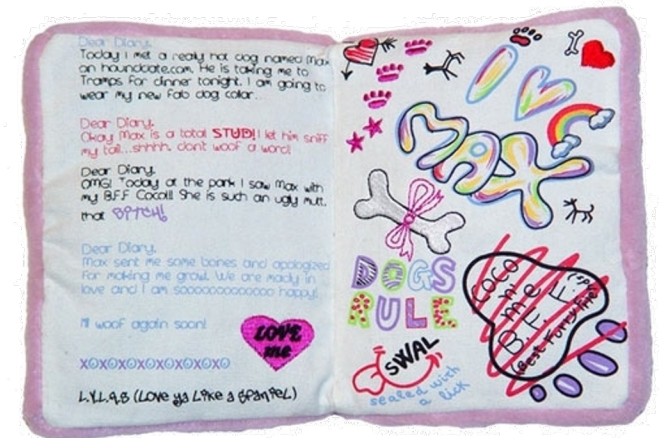 Dear Diary,
Today I met a really hot dog named Max
on hounddate.com. He is taking me to
Tramps for dinner tonight. I am going to
wear my new fab dog collar...
Dear Diary,
Okay Max is a total STUD! I let him sniff
my tail...shhhh, don't woof a word!
Dear Diary,
OMG! Today at the park I saw Max with
my B.F.F Coco!!! She is such an ugly mutt,
that BITCH!
Dear Diary,
Max sent me some bones and apologized
for making me growl. We are madly in
love and I am soooooooooooooo happy!
I'll woof again soon!
LOVE
me
XOXOXOXOXOXOXOXO
L.Y.L.a.S (Love ya Like a Spaniel)
I
MAX
DOGS
RULE
SWAL
sealed with
a lick
COCO
me
B.F.F.
(Best Furry Friend)